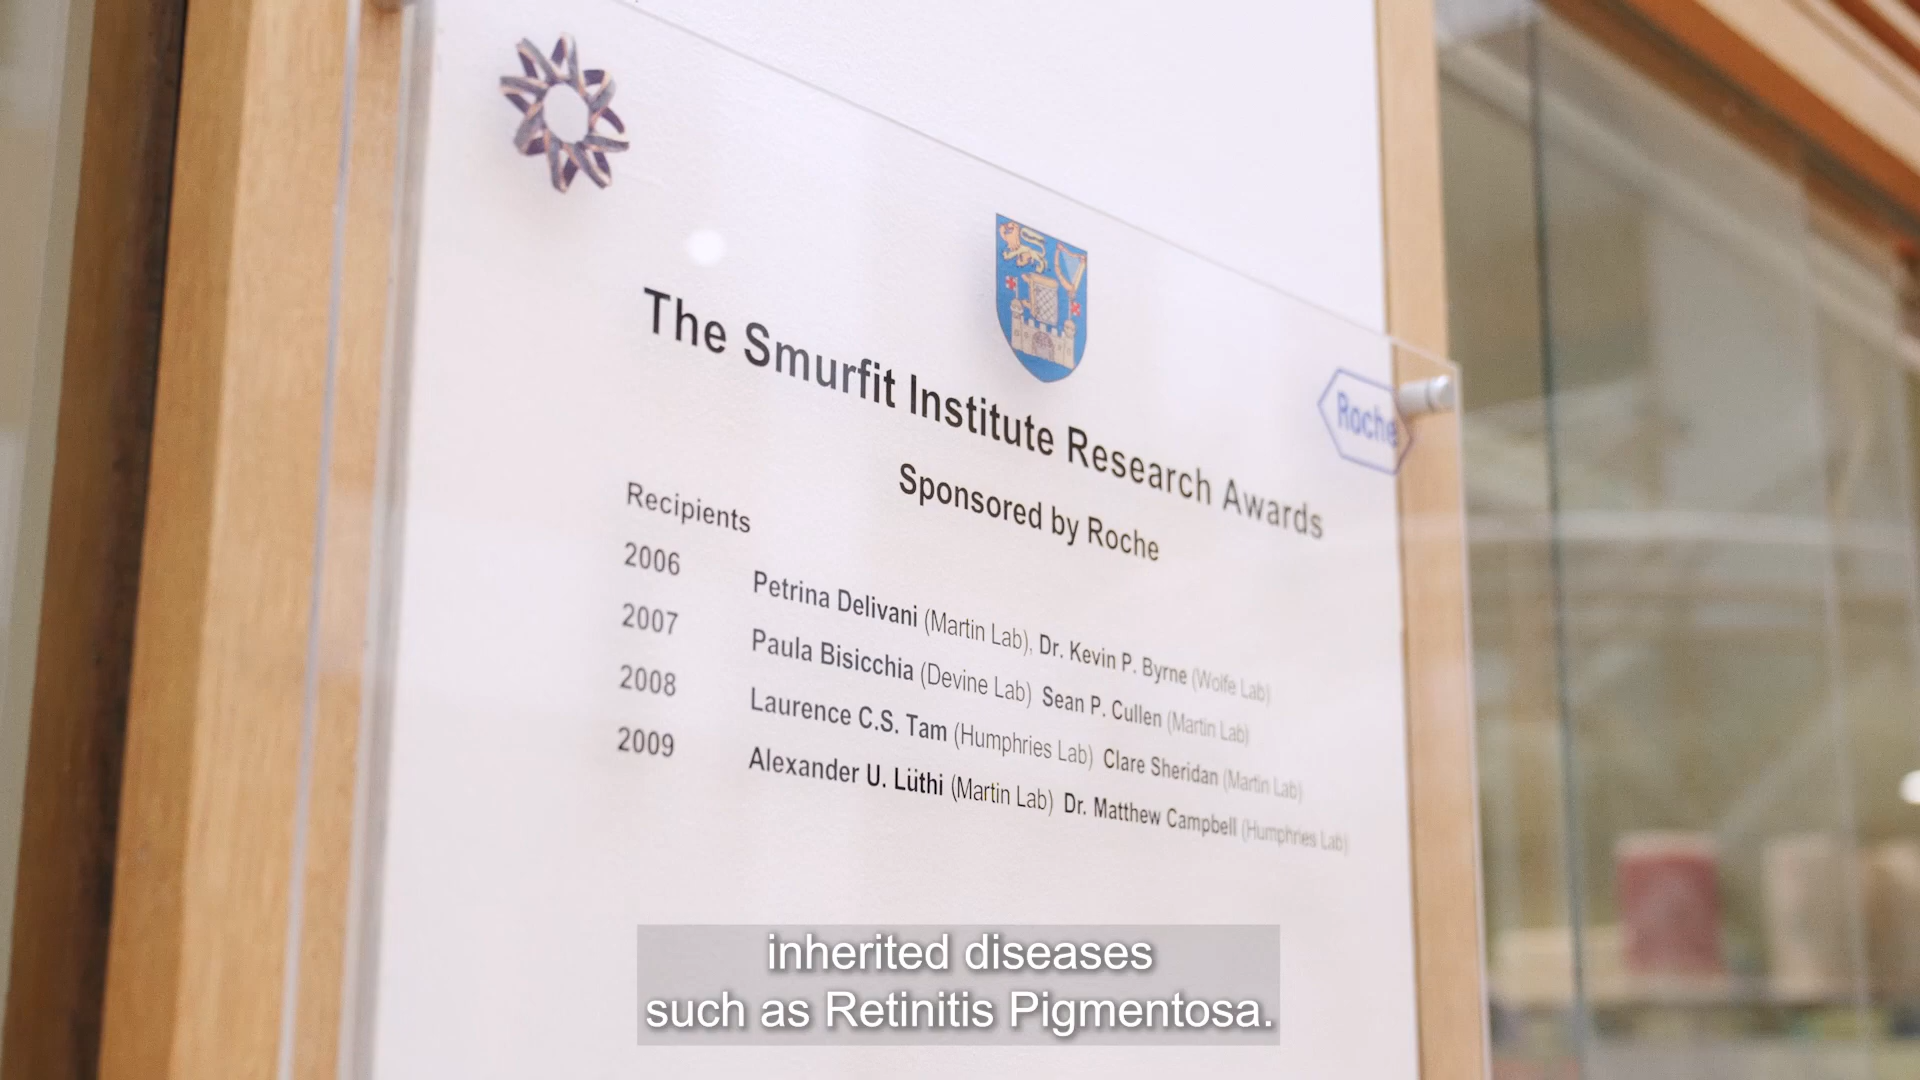 The Smurfit Institute Research Awards
Roche
Sponsored by Roche
Recipients
2006 Petrina Delivani (Martin Lab), Dr. Kevin P. Byrne (Wolfe Lab)
2007 Paula Bisicchia (Devine Lab) Sean P. Cullen (Martin Lab)
2008 Laurence C.S. Tam (Humphries Lab) Clare Sheridan (Martin Lab)
2009 Alexander U. Lüthi (Martin Lab) Dr. Matthew Campbell (Humphries Lab)
inherited diseases
such as Retinitis Pigmentosa.